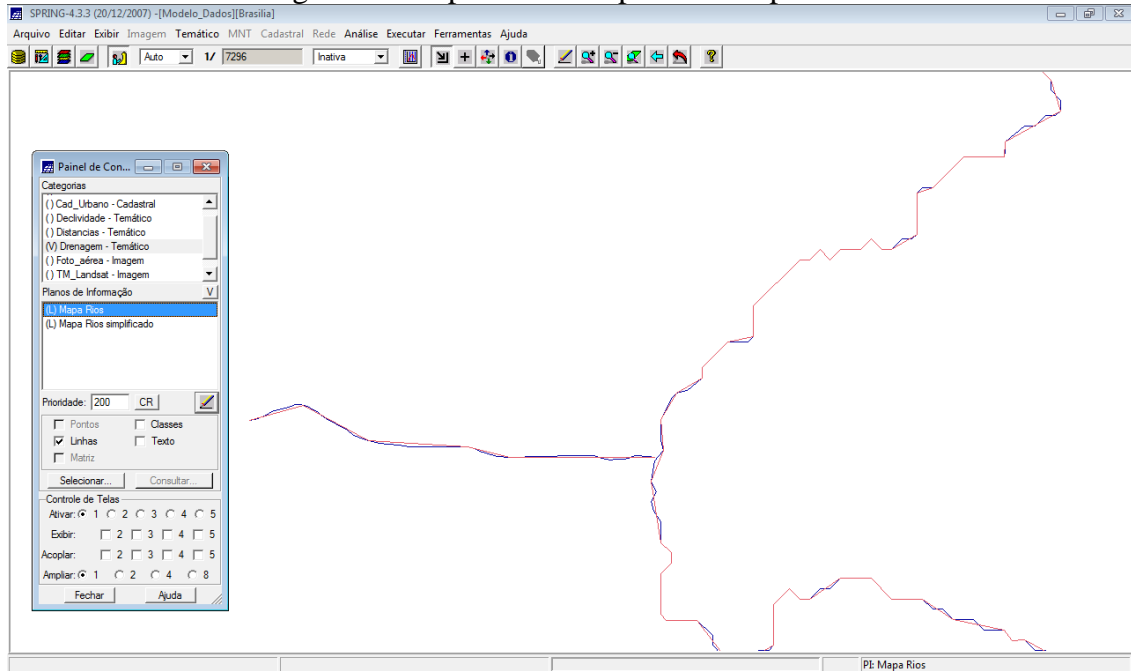 SPRING-4.3.3 (20/12/2007) -[Modelo_Dados][Brasilia]
Arquivo Editar Exibir Imagem Temático MNT Cadastral Rede Análise Executar Ferramentas Ajuda
Auto 1/ 7296 Inativa
Painel de Con...
Categorias
( ) Cad_Urbano - Cadastral
( ) Declividade - Temático
( ) Distancias - Temático
(V) Drenagem - Temático
( ) Foto_aérea - Imagem
( ) TM_Landsat - Imagem
Planos de Informação V
(L) Mapa Rios
(L) Mapa Rios simplificado
Prioridade: 200 CR
Pontos Classes
Linhas Texto
Matriz
Selecionar... Consultar...
Controle de Telas
Ativar: 1 2 3 4 5
Exibir: 2 3 4 5
Acoplar: 2 3 4 5
Ampliar: 1 2 4 8
Fechar Ajuda
PI: Mapa Rios